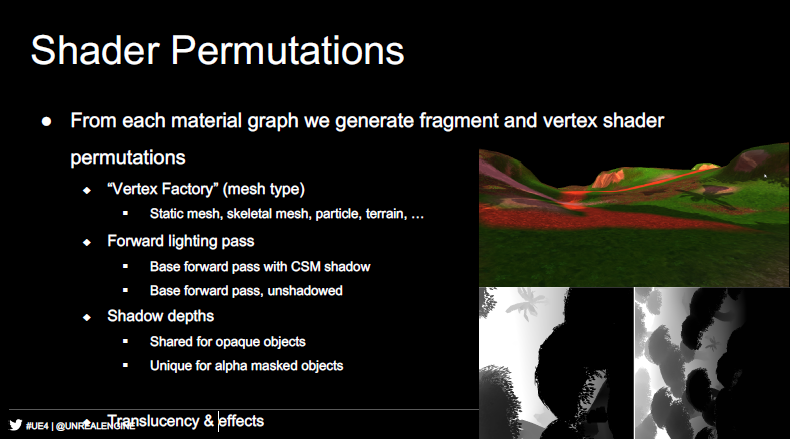 Shader Permutations
● From each material graph we generate fragment and vertex shader
permutations
◆ “Vertex Factory” (mesh type)
▪ Static mesh, skeletal mesh, particle, terrain, …
◆ Forward lighting pass
▪ Base forward pass with CSM shadow
▪ Base forward pass, unshadowed
◆ Shadow depths
▪ Shared for opaque objects
▪ Unique for alpha masked objects
◆ Translucency & effects
#UE4 | @UNREALENGINE